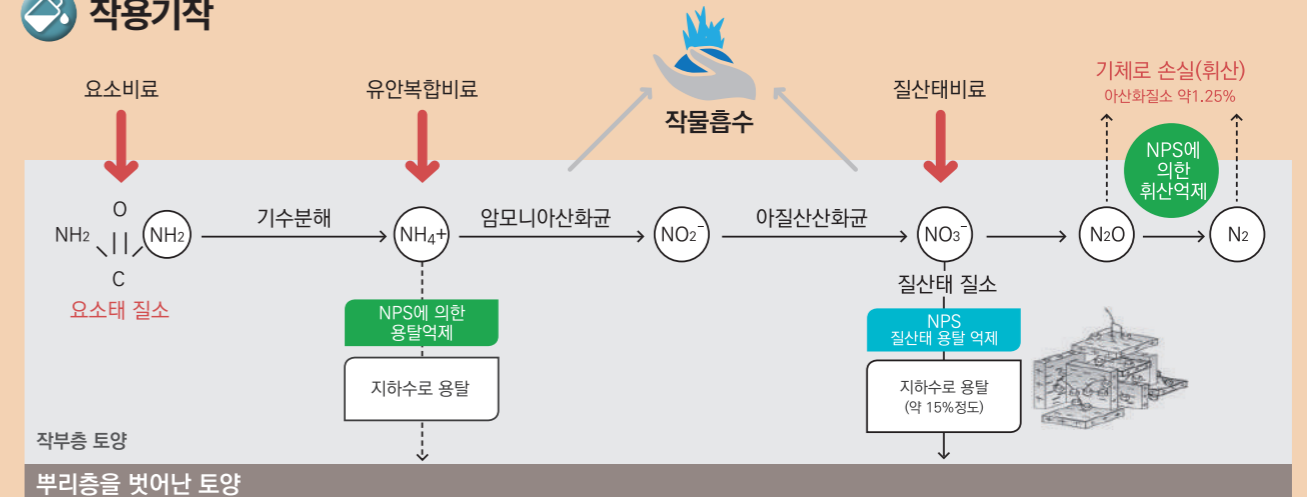 작용기작
요소비료
유안복합비료
작물흡수
질산태비료
기체로 손실(휘산)
아산화질소 약1.25%
NPS에
의한
휘산억제
O
NH2
NH2
C
요소태 질소
기수분해
NH4+
암모니아산화균
NO2-
아질산산화균
NO3-
N2O
N2
질산태 질소
NPS에 의한
용탈억제
지하수로 용탈
NPS
질산태 용탈 억제
지하수로 용탈
(약 15%정도)
작부층 토양
뿌리층을 벗어난 토양